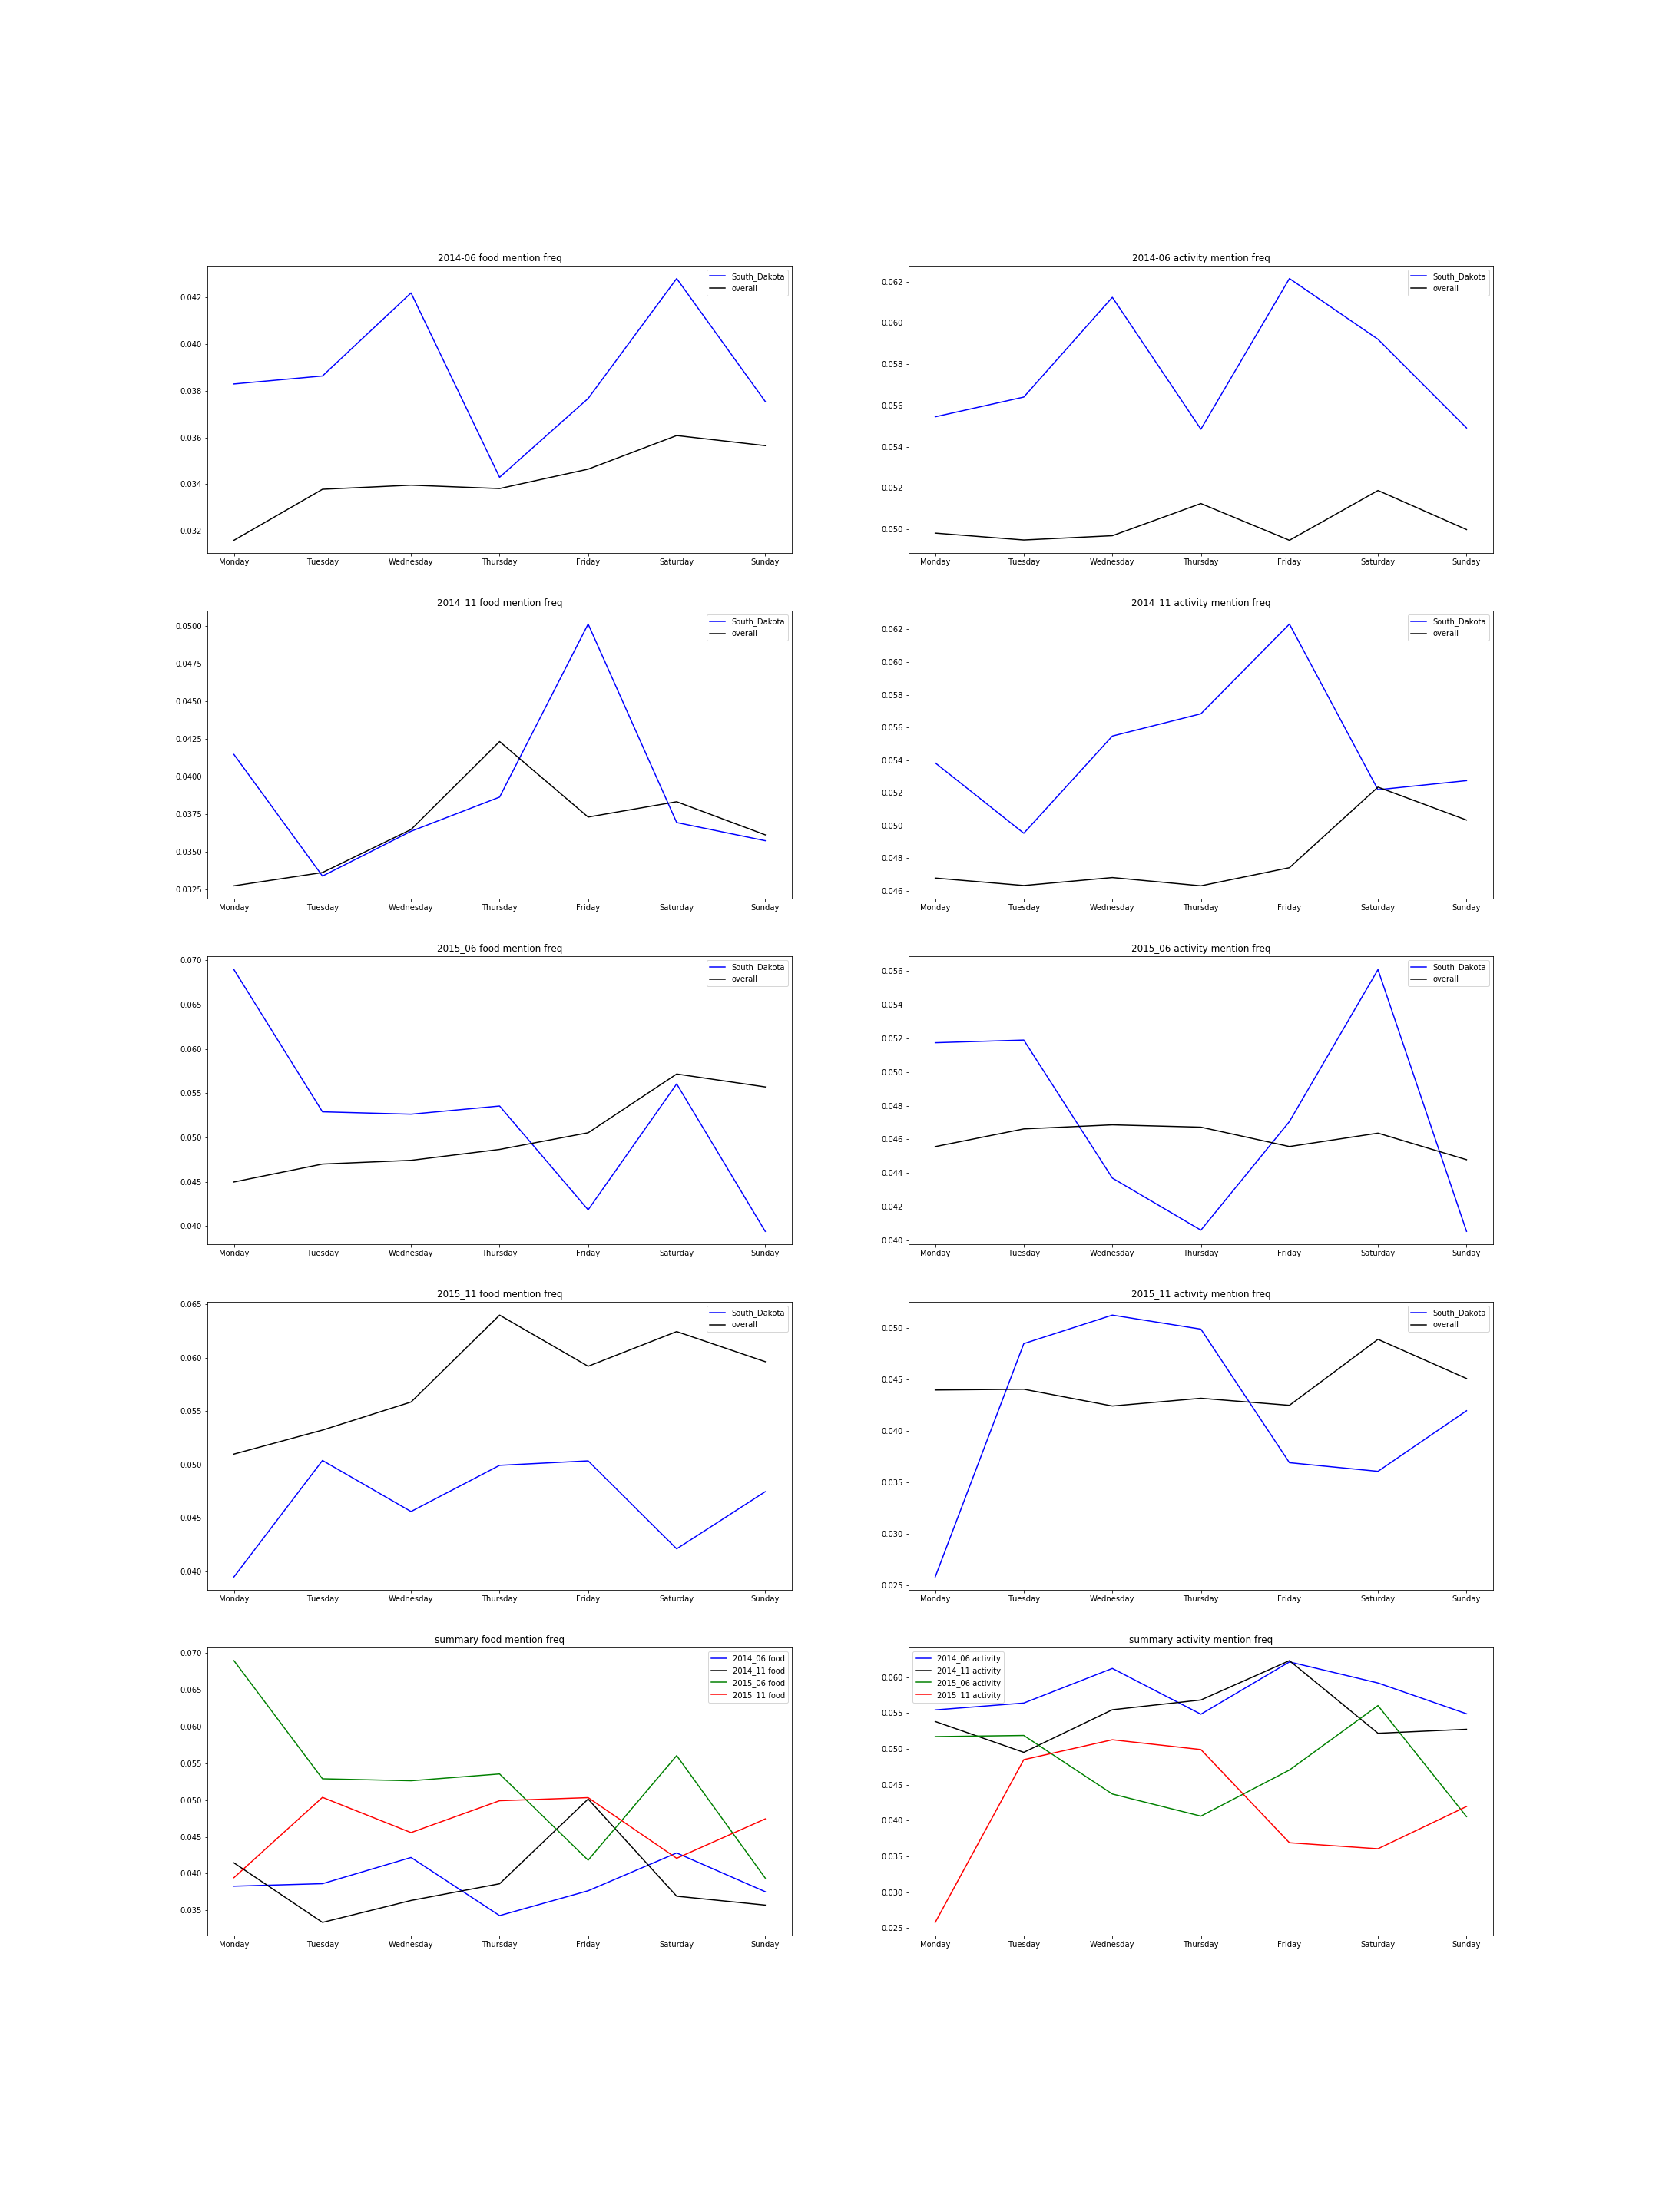 2014-06 food mention freq
South_Dakota
overall
0.042
0.040
0.038
0.036
0.034
0.032
Monday Tuesday Wednesday Thursday Friday Saturday Sunday
2014-06 activity mention freq
South_Dakota
overall
0.062
0.060
0.058
0.056
0.054
0.052
0.050
Monday Tuesday Wednesday Thursday Friday Saturday Sunday
2014_11 food mention freq
South_Dakota
overall
0.0500
0.0475
0.0450
0.0425
0.0400
0.0375
0.0350
0.0325
Monday Tuesday Wednesday Thursday Friday Saturday Sunday
2014_11 activity mention freq
South_Dakota
overall
0.062
0.060
0.058
0.056
0.054
0.052
0.050
0.048
0.046
Monday Tuesday Wednesday Thursday Friday Saturday Sunday
2015_06 food mention freq
South_Dakota
overall
0.070
0.065
0.060
0.055
0.050
0.045
0.040
Monday Tuesday Wednesday Thursday Friday Saturday Sunday
2015_06 activity mention freq
South_Dakota
overall
0.056
0.054
0.052
0.050
0.048
0.046
0.044
0.042
0.040
Monday Tuesday Wednesday Thursday Friday Saturday Sunday
2015_11 food mention freq
South_Dakota
overall
0.065
0.060
0.055
0.050
0.045
0.040
Monday Tuesday Wednesday Thursday Friday Saturday Sunday
2015_11 activity mention freq
South_Dakota
overall
0.050
0.045
0.040
0.035
0.030
0.025
Monday Tuesday Wednesday Thursday Friday Saturday Sunday
summary food mention freq
2014_06 food
2014_11 food
2015_06 food
2015_11 food
0.070
0.065
0.060
0.055
0.050
0.045
0.040
0.035
Monday Tuesday Wednesday Thursday Friday Saturday Sunday
summary activity mention freq
2014_06 activity
2014_11 activity
2015_06 activity
2015_11 activity
0.060
0.055
0.050
0.045
0.040
0.035
0.030
0.025
Monday Tuesday Wednesday Thursday Friday Saturday Sunday